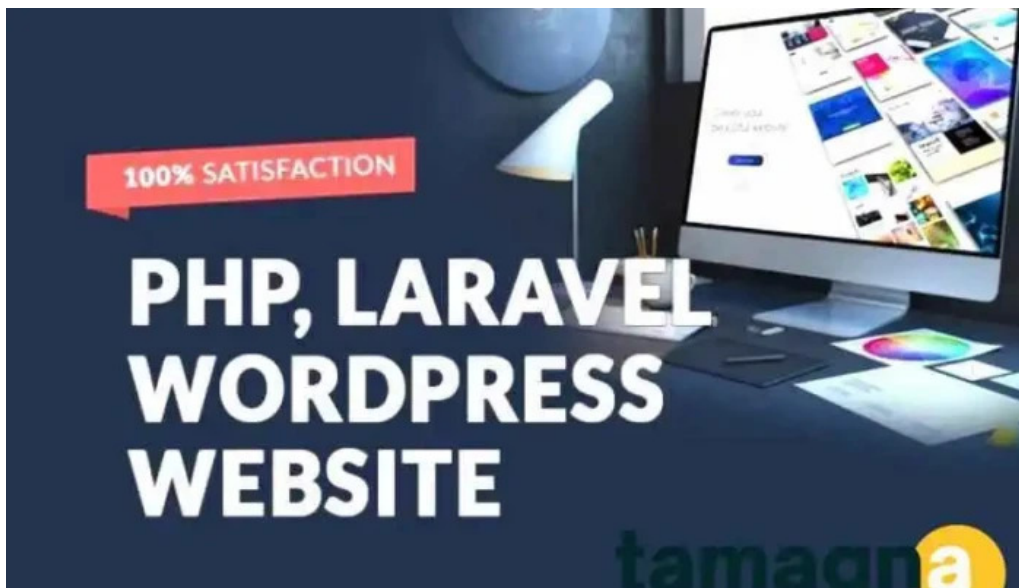 100% SATISFACTION
PHP, LARAVEL
WORDPRESS
WEBSITE
tamagna